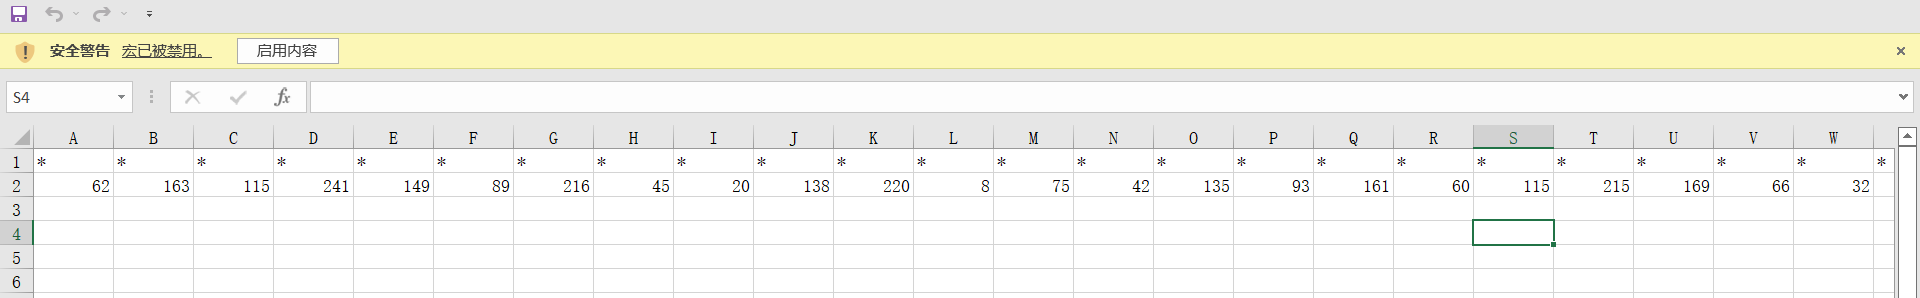 安全警告 宏已被禁用。 启用内容
S4 fx
A B C D E F G H I J K L M N O P Q R S T U V W
1 * * * * * * * * * * * * * * * * * * * * * * * *
2 62 163 115 241 149 89 216 45 20 138 220 8 75 42 135 93 161 60 115 215 169 66 32
3
4
5
6